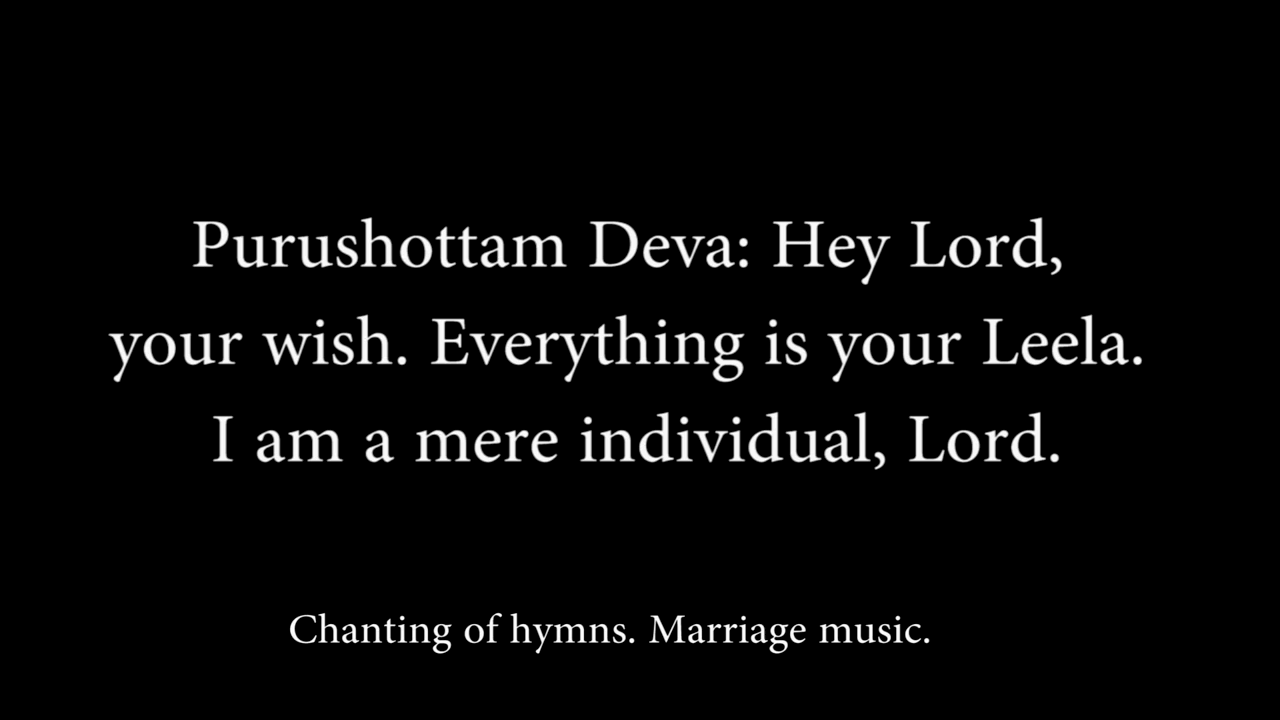 Purushottam Deva: Hey Lord,
your wish. Everything is your Leela.
I am a mere individual, Lord.
Chanting of hymns. Marriage music.